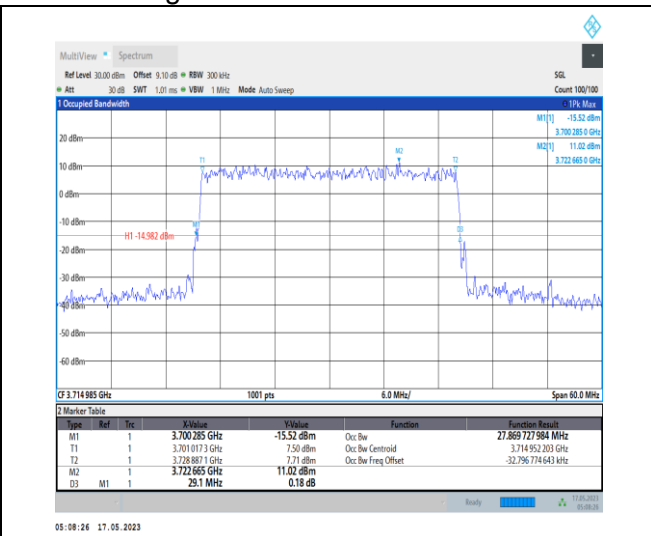 MultiView Spectrum
Ref Level 30.00 dBm Offset 9.10 dB RBW 300 kHz SGL
Att 30 dB SWT 1.01 ms VBW 1 MHz Mode Auto Sweep Count 100/100
1 Occupied Bandwidth 1Pk Max
M1[1] -15.52 dBm
3.700 285 0 GHz
M2[1] 11.02 dBm
3.722 665 0 GHz
20 dBm
M2
T1 T2
10 dBm
0 dBm
-10 dBm
M1
D3
H1 -14.982 dBm
-20 dBm
-30 dBm
-40 dBm
-50 dBm
-60 dBm
CF 3.714 985 GHz 1001 pts 6.0 MHz/ Span 60.0 MHz
2 Marker Table
Type Ref Trc X-Value Y-Value Function Function Result
M1 1 3.700 285 GHz -15.52 dBm Occ Bw 27.869 727 984 MHz
T1 1 3.701 017 3 GHz 7.50 dBm Occ Bw Centroid 3.714 952 203 GHz
T2 1 3.728 887 1 GHz 7.71 dBm Occ Bw Freq Offset -32.796 774 643 kHz
M2 1 3.722 665 GHz 11.02 dBm
D3 M1 1 29.1 MHz 0.18 dB
Ready 17.05.2023
05:08:26
05:08:26 17.05.2023